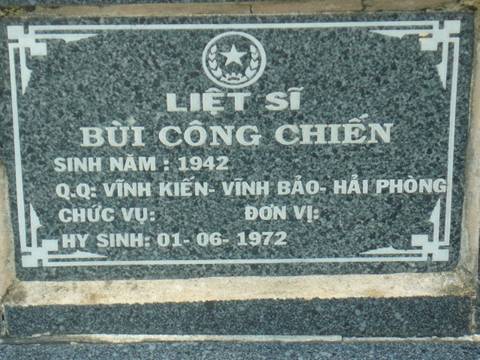 LIỆT SĨ
BÙI CÔNG CHIẾN
SINH NĂM : 1942
Q.Q: VĨNH KIẾN- VĨNH BẢO- HẢI PHÒNG
CHỨC VỤ: ĐƠN VỊ:
HY SINH: 01- 06- 1972